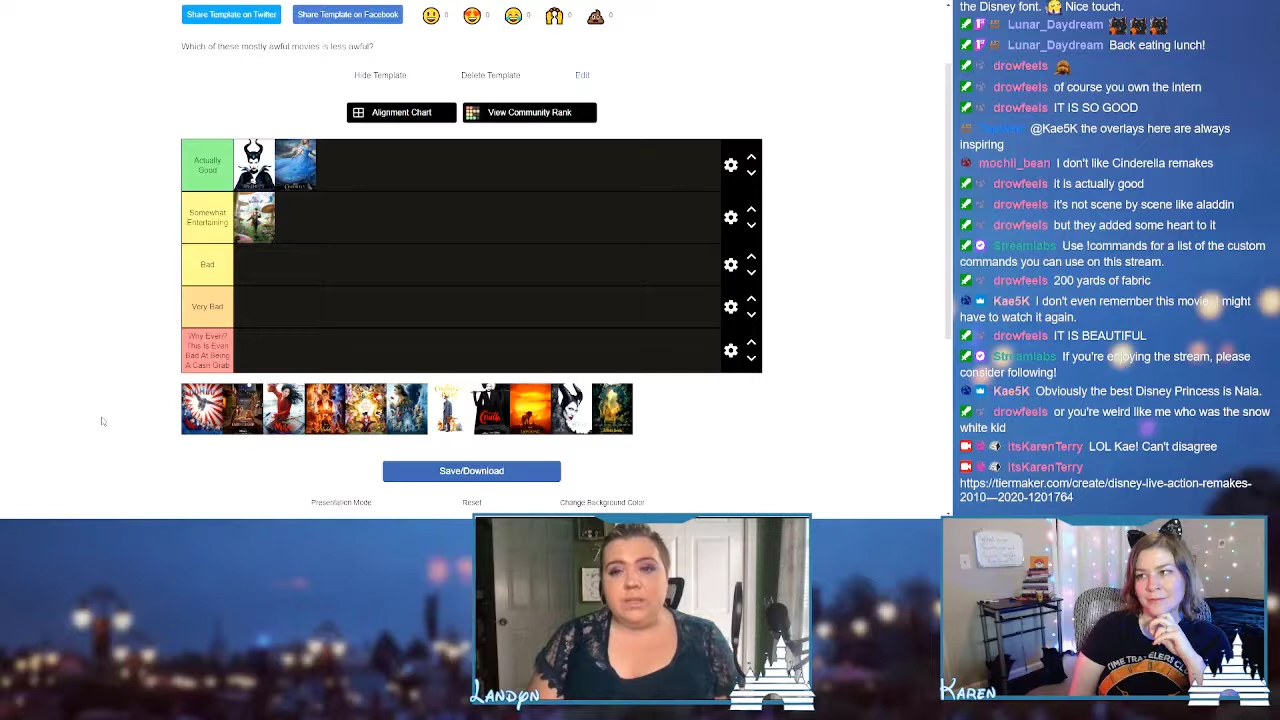 Share Template on Twitter
Share Template on Facebook
0
0
0
0
0
Which of these mostly awful movies is less awful?
Hide Template
Delete Template
Edit
Alignment Chart
View Community Rank
Actually
Good
Somewhat
Entertaining
Bad
Very Bad
Why Even?
This Is Even
Bad At Being
A Cash Grab
Save/Download
Presentation Mode
Reset
Change Background Color
the Disney font.
Nice touch.
Lunar_Daydream
Lunar_Daydream Back eating lunch!
drowfeels
drowfeels of course you own the intern
drowfeels IT IS SO GOOD
@Kae5K the overlays here are always
inspiring
mochii_bean I don't like Cinderella remakes
drowfeels it is actually good
drowfeels it's not scene by scene like aladdin
drowfeels but they added some heart to it
Streamlabs Use !commands for a list of the custom
commands you can use on this stream.
drowfeels 200 yards of fabric
Kae5K I don't even remember this movie. I might
have to watch it again.
drowfeels IT IS BEAUTIFUL
Streamlabs If you're enjoying the stream, please
consider following!
Kae5K Obviously the best Disney Princess is Nala.
drowfeels or you're weird like me who was the snow
white kid
itsKarenTerry LOL Kae! Can't disagree
itsKarenTerry
https://tiermaker.com/create/disney-live-action-remakes-
2010—2020-1201764
LANDYN
KAREN